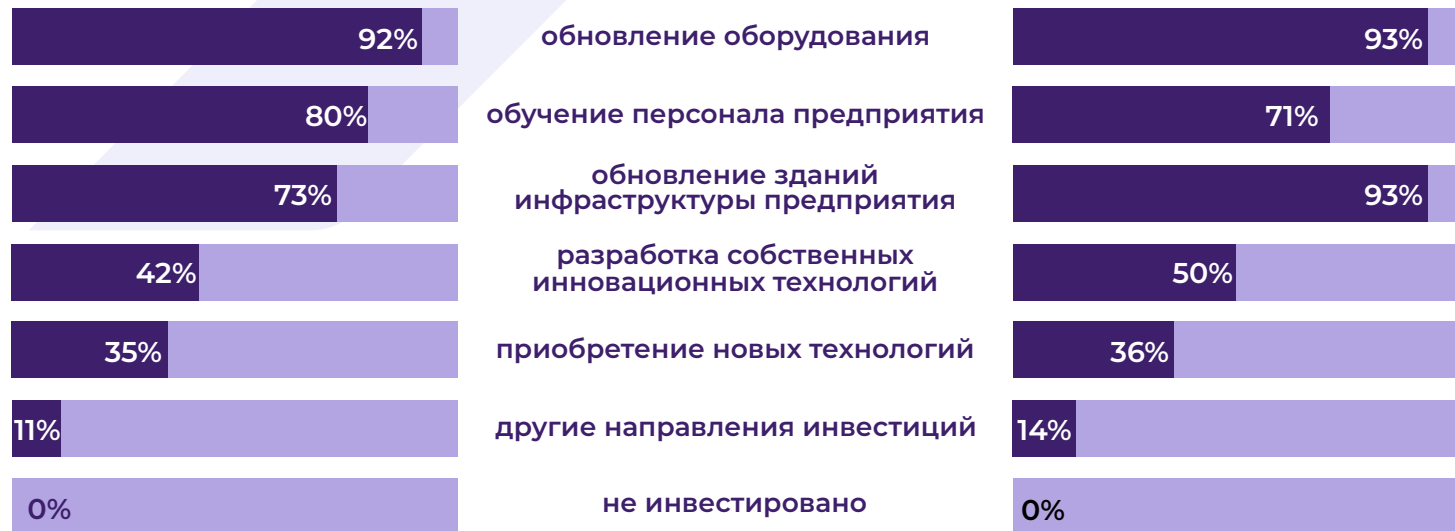 92% обновление оборудования 93%
80% обучение персонала предприятия 71%
обновление зданий
73% инфраструктуры предприятия 93%
разработка собственных
42% инновационных технологий 50%
35% приобретение новых технологий 36%
11% другие направления инвестиций 14%
0% не инвестировано 0%